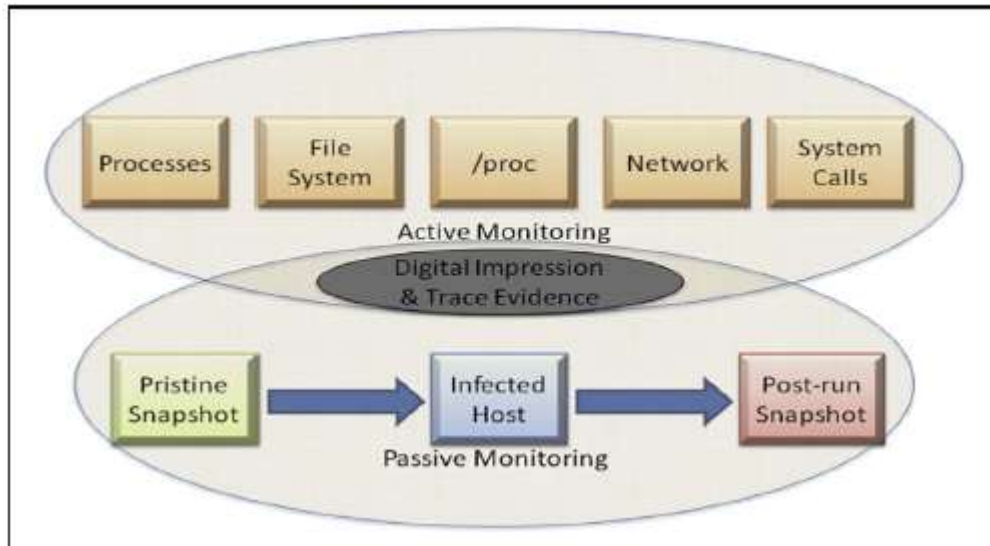 Processes
File
System
/proc
Network
System
Calls
Active Monitoring
Digital Impression
& Trace Evidence
Pristine
Snapshot
Infected
Host
Post-run
Snapshot
Passive Monitoring